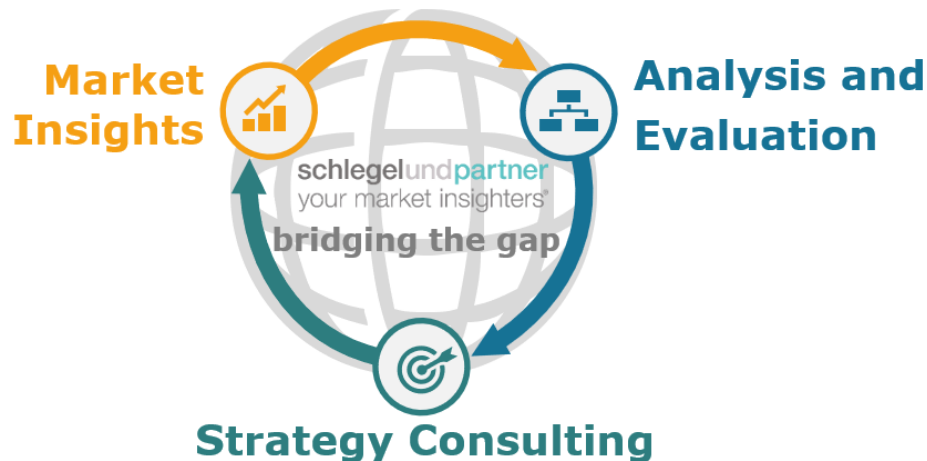 Market
Insights
Analysis and
Evaluation
schlegelundpartner
your market insighters®
bridging the gap
Strategy Consulting